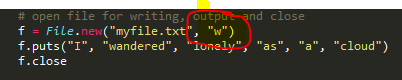 # open file for writing, output and close
f = File.new("myfile.txt", "w")
f.puts("I", "wandered", "lonely", "as", "a", "cloud")
f.close